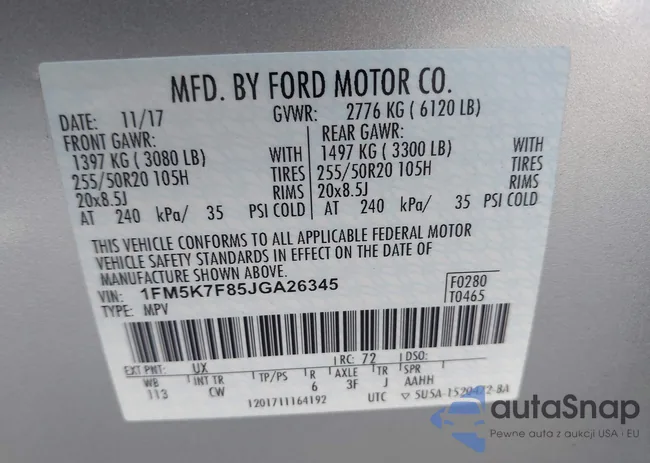 MFD. BY FORD MOTOR CO.
DATE: 11/17 GVWR: 2776 KG ( 6120 LB)
FRONT GAWR: REAR GAWR:
1397 KG ( 3080 LB) WITH 1497 KG ( 3300 LB) WITH
255/50R20 105H TIRES 255/50R20 105H TIRES
20x8.5J RIMS 20x8.5J RIMS
AT 240 kPa/ 35 PSI COLD AT 240 kPa/ 35 PSI COLD
THIS VEHICLE CONFORMS TO ALL APPLICABLE FEDERAL MOTOR
VEHICLE SAFETY STANDARDS IN EFFECT ON THE DATE OF
MANUFACTURE SHOWN ABOVE.
VIN: 1FM5K7F85JGA26345 F0280
TYPE: MPV T0465
EXT PNT: UX RC: 72 DSO:
WB INT TR TP/PS R AXLE TR SPR
113 CW 6 3F J AAHH
1201711164192 UTC ▽ 5U5A-1520472-BA
autaSnap
Pewne auta z aukcji USA i EU